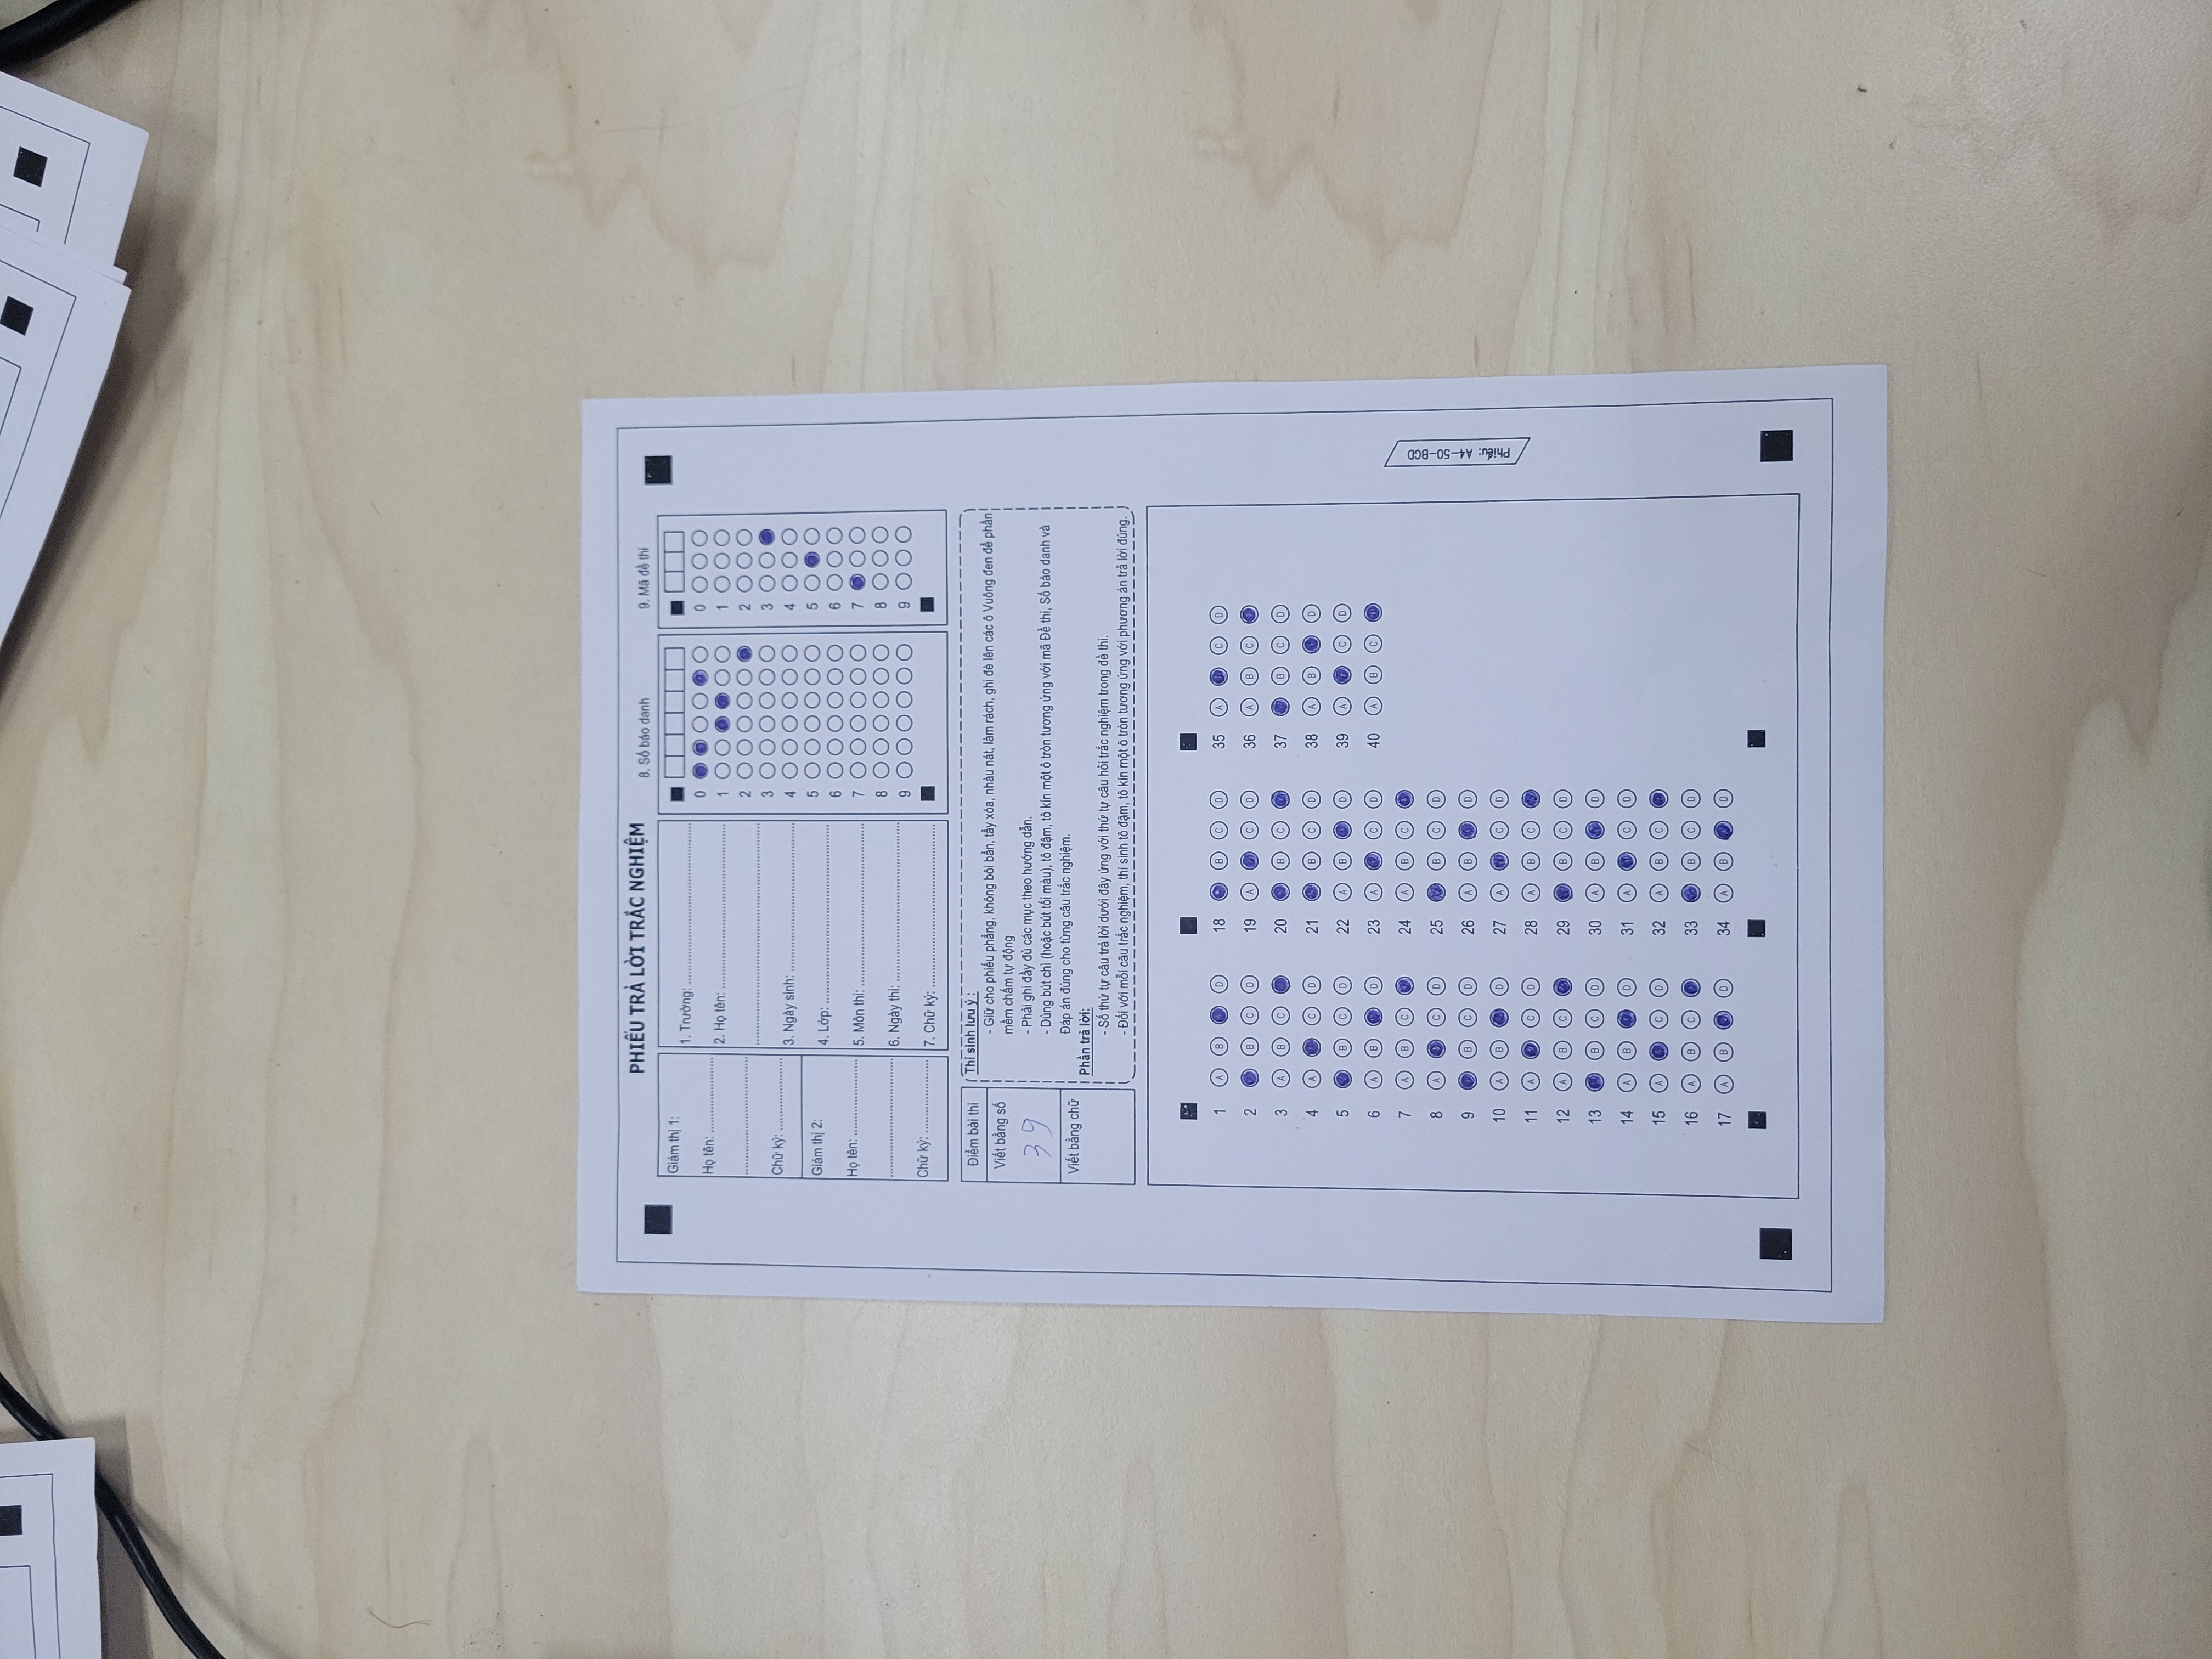 PHIẾU TRẢ LỜI TRẮC NGHIỆM
Giám thị 1:
Họ tên: ....................
....................
Chữ ký: ....................
Giám thị 2:
Họ tên: ....................
....................
Chữ ký: ....................
1. Trường: ....................
2. Họ tên: ....................
....................
3. Ngày sinh: ....................
4. Lớp: ....................
5. Môn thi: ....................
6. Ngày thi: ....................
7. Chữ ký: ....................
8. Số báo danh
0
1
2
3
4
5
6
7
8
9
9. Mã đề thi
0
1
2
3
4
5
6
7
8
9
Điểm bài thi
Viết bằng số
39
Viết bằng chữ
Thí sinh lưu ý :
- Giữ cho phiếu phẳng, không bôi bẩn, tẩy xóa, nhàu nát, làm rách, ghi đè lên các ô Vuông đen để phần
mềm chấm tự động
- Phải ghi đầy đủ các mục theo hướng dẫn.
- Dùng bút chì (hoặc bút tối màu), tô đậm, tô kín một ô tròn tương ứng với mã Đề thi, Số báo danh và
Đáp án đúng cho từng câu trắc nghiệm.
Phần trả lời:
- Số thứ tự câu trả lời dưới đây ứng với thứ tự câu hỏi trắc nghiệm trong đề thi.
- Đối với mỗi câu trắc nghiệm, thí sinh tô đậm, tô kín một ô tròn tương ứng với phương án trả lời đúng.
1 A B D
2 B C D
3 A B C
4 A C D
5 B C D
6 A B D
7 A B C
8 A C D
9 B C D
10 A B D
11 A C D
12 A B C
13 B C D
14 A B D
15 A C D
16 A B C
17 A B D
18 B C D
19 A C D
20 B C
21 B C D
22 A B D
23 A C D
24 A B C
25 B C D
26 A B D
27 A C D
28 A B C
29 B C D
30 A B D
31 A C D
32 A B C
33 B C D
34 A B D
35 A C D
36 A B C
37 B C D
38 A B D
39 A C D
40 A B C
Phiếu: A4-50-BGD